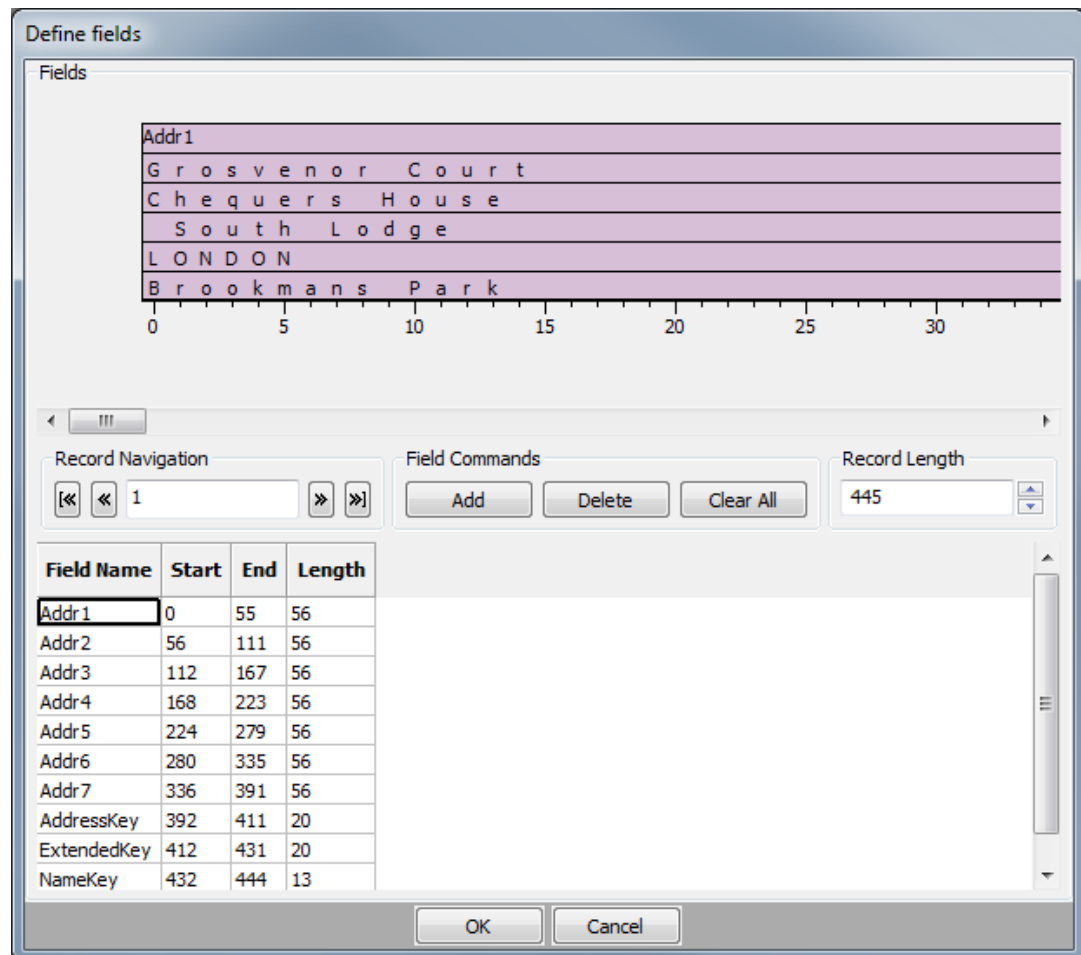 Define fields
Fields
Addr1
Grosvenor Court
Chequers House
South Lodge
LONDON
Brookmans Park
0 5 10 15 20 25 30
Record Navigation Field Commands Record Length
1 Add Delete Clear All 445
Field Name Start End Length
Addr1 0 55 56
Addr2 56 111 56
Addr3 112 167 56
Addr4 168 223 56
Addr5 224 279 56
Addr6 280 335 56
Addr7 336 391 56
AddressKey 392 411 20
ExtendedKey 412 431 20
NameKey 432 444 13
OK Cancel